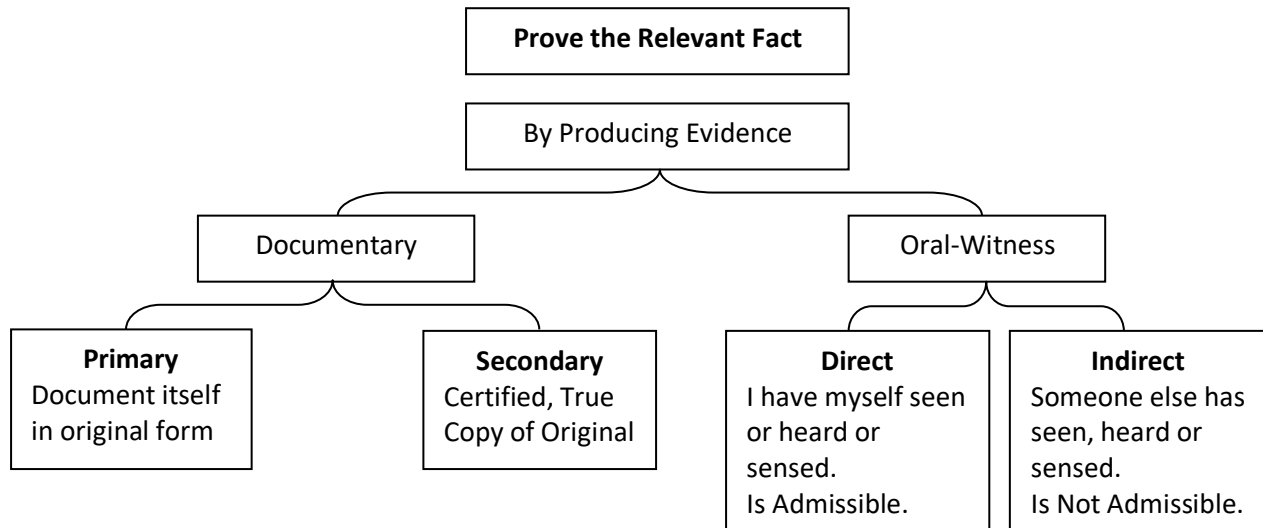 Prove the Relevant Fact
By Producing Evidence
Documentary
Oral-Witness
Primary
Document itself
in original form
Secondary
Certified, True
Copy of Original
Direct
I have myself seen
or heard or
sensed.
Is Admissible.
Indirect
Someone else has
seen, heard or
sensed.
Is Not Admissible.